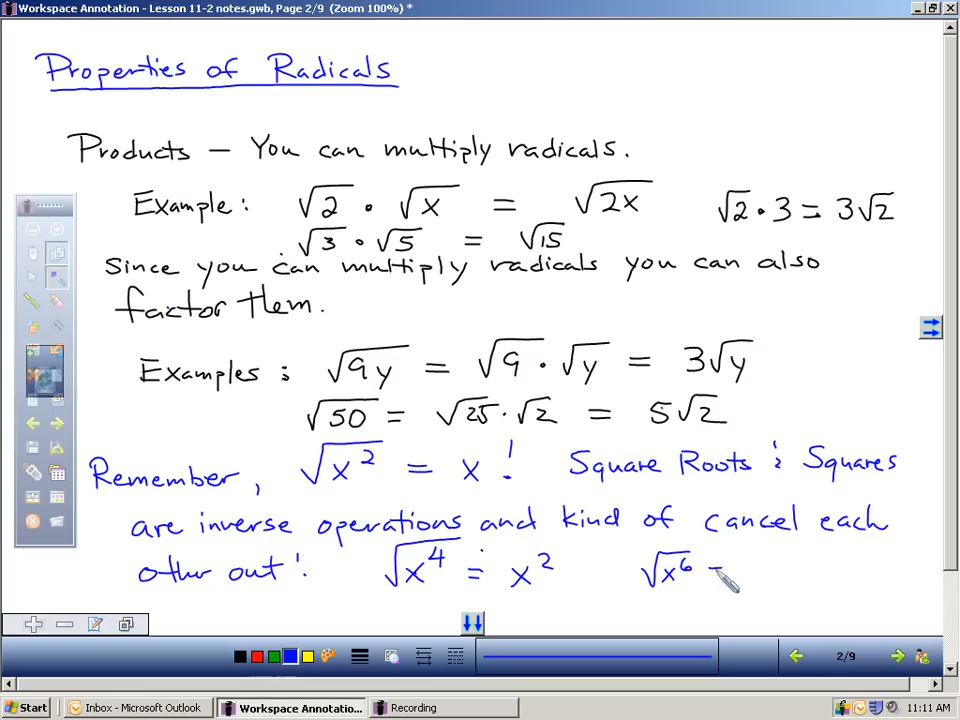 Workspace Annotation - Lesson 11-2 notes.gwb, Page 2/9 (Zoom 100%) *
Properties of Radicals
Products — You can multiply radicals.
Example: √2 · √x = √2x √2 · 3 = 3√2
√3 · √5 = √15
Since you can multiply radicals you can also
factor them.
Examples : √9y = √9 · √y = 3√y
√50 = √25 · √2 = 5√2
Remember, √x² = x ! Square Roots & Squares
are inverse operations and kind of cancel each
other out! √x⁴ = x² √x⁶ =
2/9
Start Inbox - Microsoft Outlook Workspace Annotatio... Recording 11:11 AM